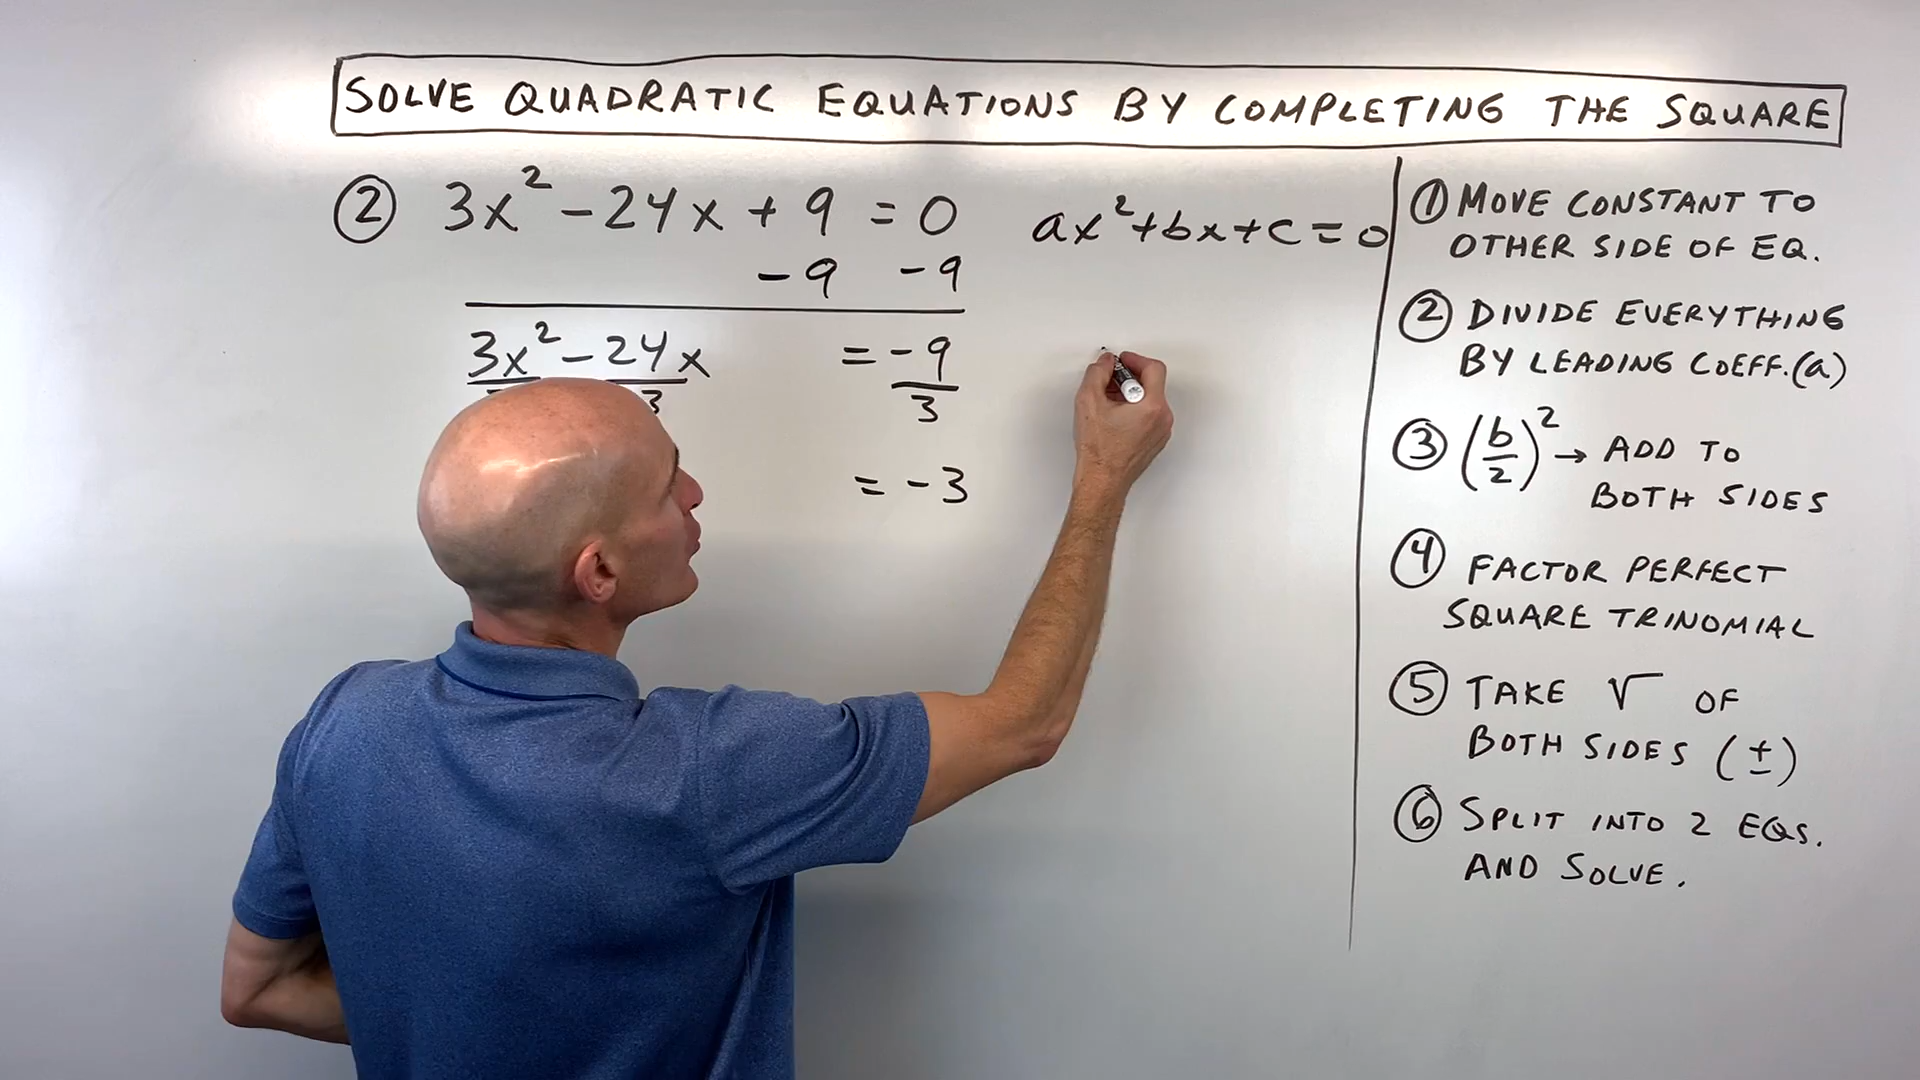 SOLVE QUADRATIC EQUATIONS BY COMPLETING THE SQUARE
② 3x² - 24x + 9 = 0
-9 -9
3x² - 24x = -9
3 3
= -3
ax² + bx + c = 0
① MOVE CONSTANT TO
OTHER SIDE OF EQ.
② DIVIDE EVERYTHING
BY LEADING COEFF. (a)
③ (b/2)² → ADD TO
BOTH SIDES
④ FACTOR PERFECT
SQUARE TRINOMIAL
⑤ TAKE √ OF
BOTH SIDES (±)
⑥ SPLIT INTO 2 EQS.
AND SOLVE.